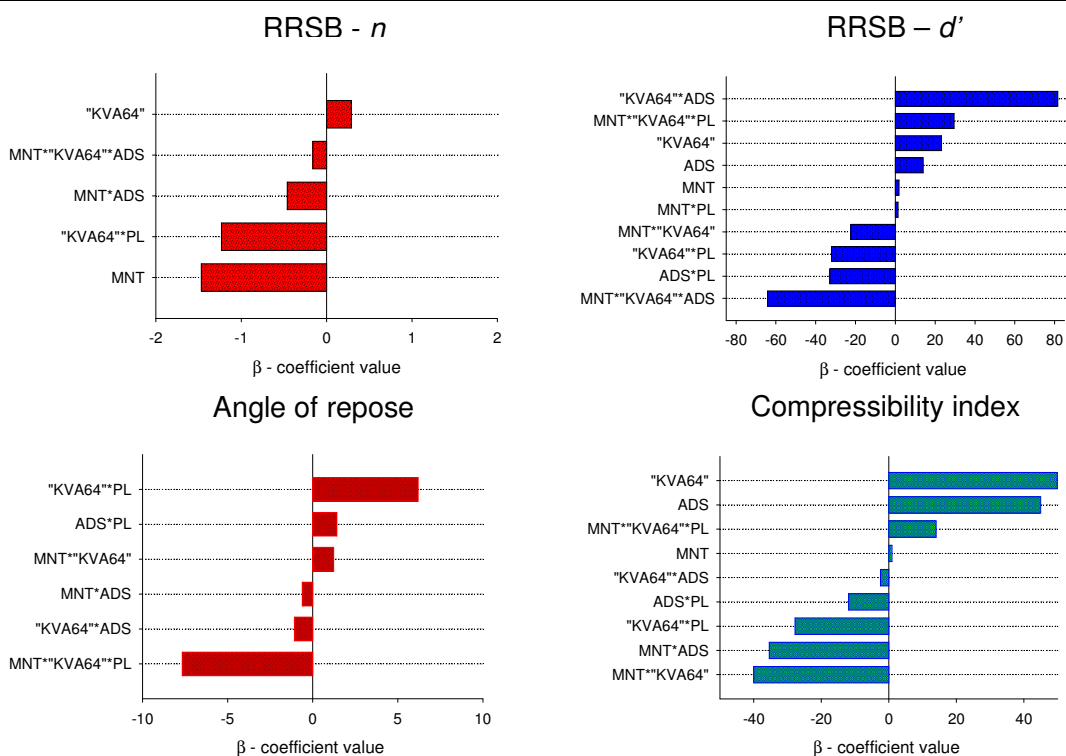 RRSB - n
"KVA64"
MNT*"KVA64"*ADS
MNT*ADS
"KVA64"*PL
MNT
-2 -1 0 1 2
β - coefficient value
RRSB – d'
"KVA64"*ADS
MNT*"KVA64"*PL
"KVA64"
ADS
MNT
MNT*PL
MNT*"KVA64"
"KVA64"*PL
ADS*PL
MNT*"KVA64"*ADS
-80 -60 -40 -20 0 20 40 60 80
β - coefficient value
Angle of repose
"KVA64"*PL
ADS*PL
MNT*"KVA64"
MNT*ADS
"KVA64"*ADS
MNT*"KVA64"*PL
-10 -5 0 5 10
β - coefficient value
Compressibility index
"KVA64"
ADS
MNT*"KVA64"*PL
MNT
"KVA64"*ADS
ADS*PL
"KVA64"*PL
MNT*ADS
MNT*"KVA64"
-40 -20 0 20 40
β - coefficient value